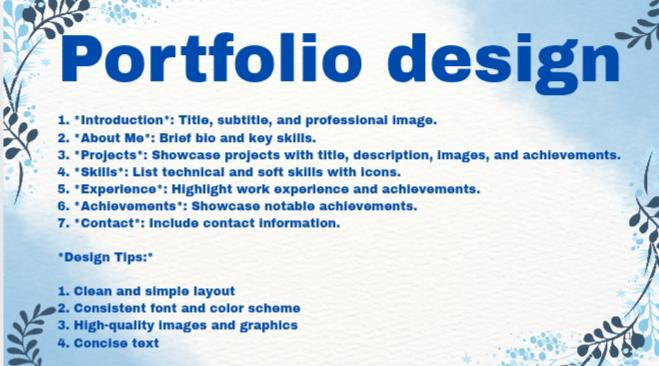 Portfolio design
1. *Introduction*: Title, subtitle, and professional image.
2. *About Me*: Brief bio and key skills.
3. *Projects*: Showcase projects with title, description, images, and achievements.
4. *Skills*: List technical and soft skills with icons.
5. *Experience*: Highlight work experience and achievements.
6. *Achievements*: Showcase notable achievements.
7. *Contact*: Include contact information.
*Design Tips:*
1. Clean and simple layout
2. Consistent font and color scheme
3. High-quality images and graphics
4. Concise text